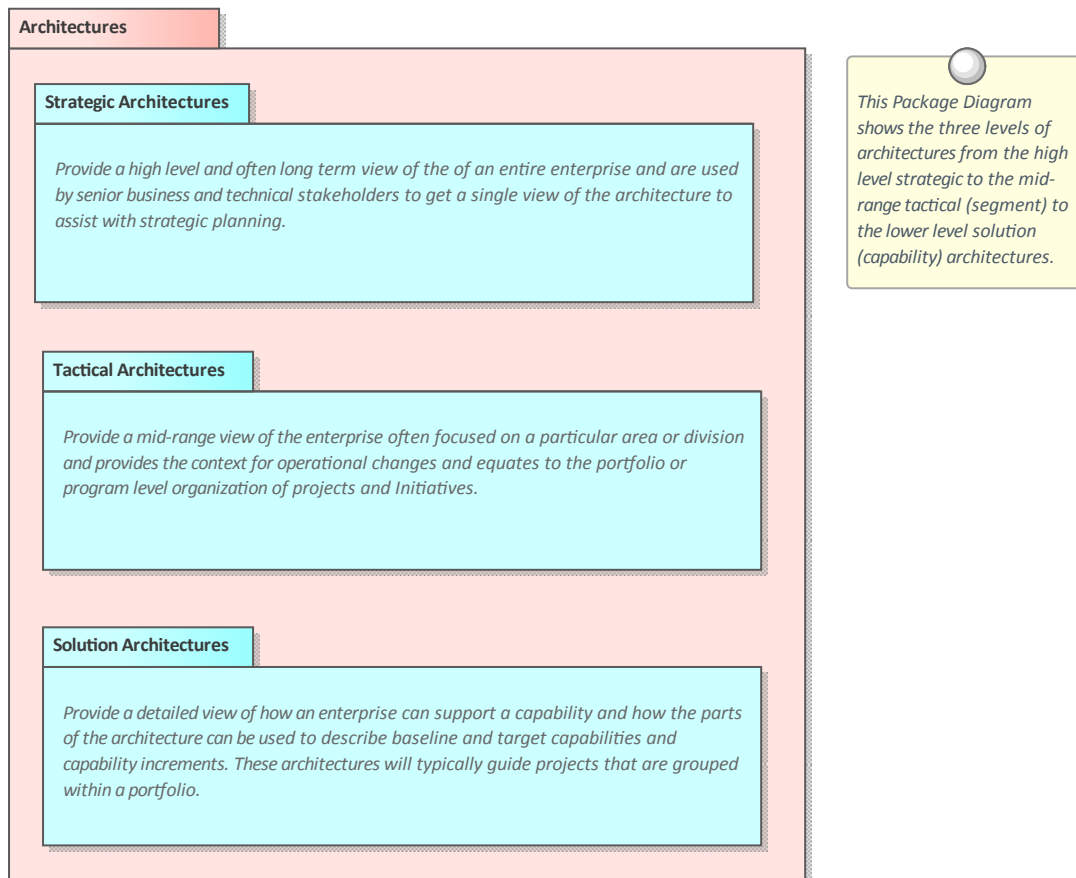 Architectures
Strategic Architectures
Provide a high level and often long term view of the of an entire enterprise and are used
by senior business and technical stakeholders to get a single view of the architecture to
assist with strategic planning.
Tactical Architectures
Provide a mid-range view of the enterprise often focused on a particular area or division
and provides the context for operational changes and equates to the portfolio or
program level organization of projects and Initiatives.
Solution Architectures
Provide a detailed view of how an enterprise can support a capability and how the parts
of the architecture can be used to describe baseline and target capabilities and
capability increments. These architectures will typically guide projects that are grouped
within a portfolio.
This Package Diagram
shows the three levels of
architectures from the high
level strategic to the mid-
range tactical (segment) to
the lower level solution
(capability) architectures.